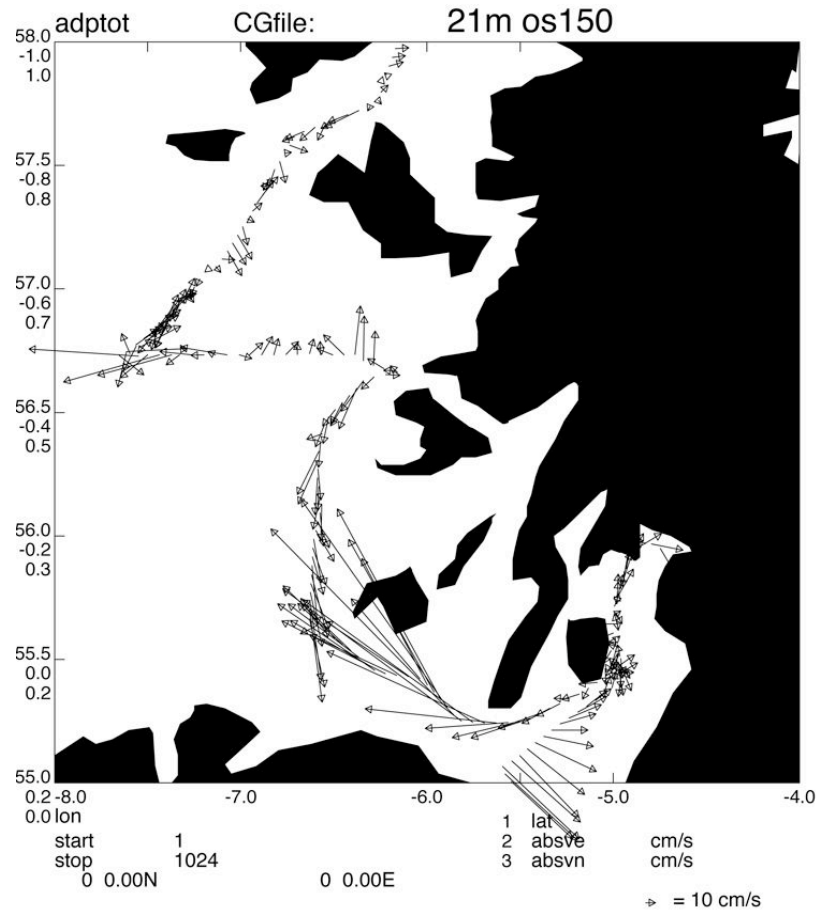 adptot CGfile: 21m os150
58.0
-1.0
1.0
57.5
-0.8
0.8
57.0
-0.6
0.7
56.5
-0.4
0.5
56.0
-0.2
0.3
55.5
0.0
0.2
55.0
0.2 -8.0 -7.0 -6.0 -5.0 -4.0
0.0 lon 1 lat
start 1 2 absve cm/s
stop 1024 3 absvn cm/s
0 0.00N 0 0.00E
= 10 cm/s